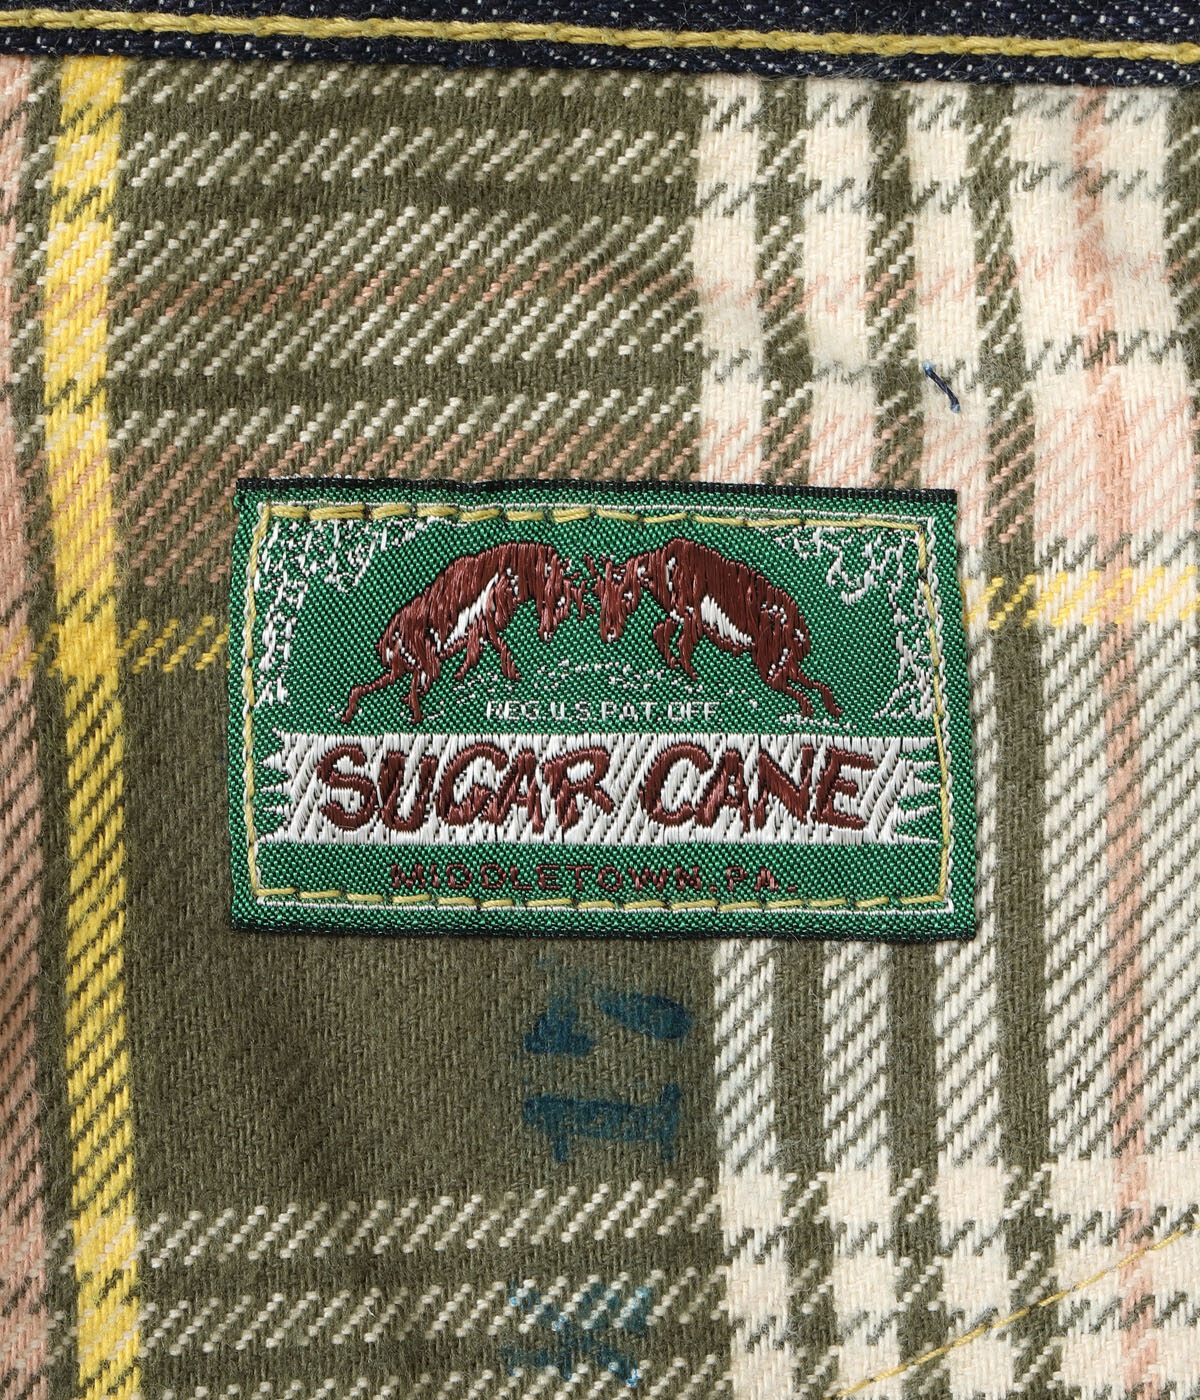 REG.U.S.PAT.OFF.
SUGAR CANE
MIDDLETOWN.PA.